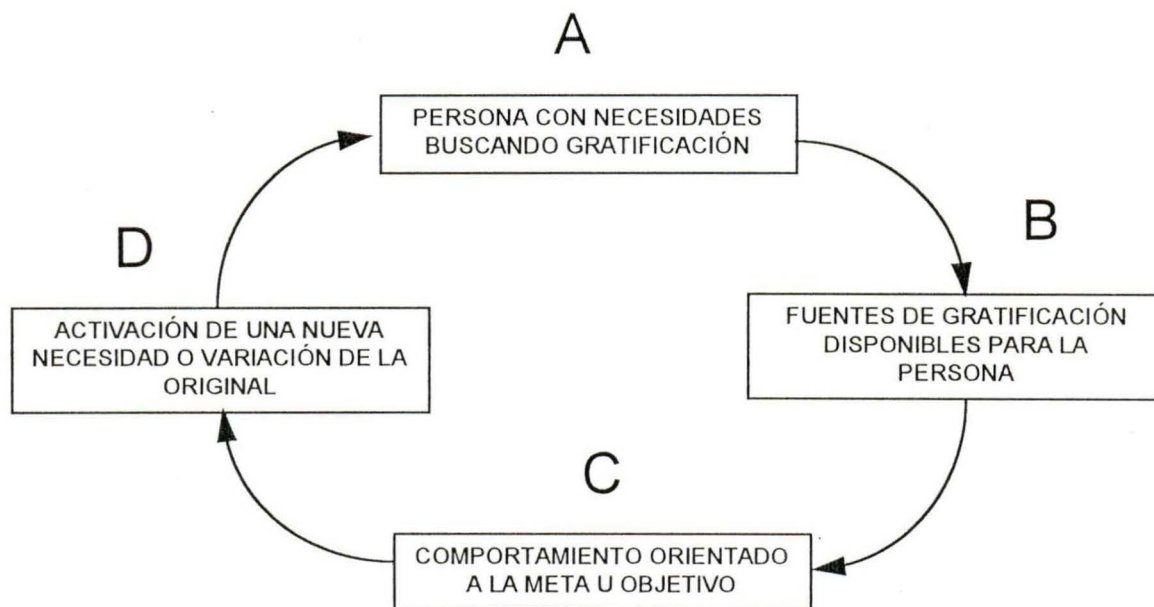 A
PERSONA CON NECESIDADES
BUSCANDO GRATIFICACIÓN
B
FUENTES DE GRATIFICACIÓN
DISPONIBLES PARA LA
PERSONA
C
COMPORTAMIENTO ORIENTADO
A LA META U OBJETIVO
D
ACTIVACIÓN DE UNA NUEVA
NECESIDAD O VARIACIÓN DE LA
ORIGINAL